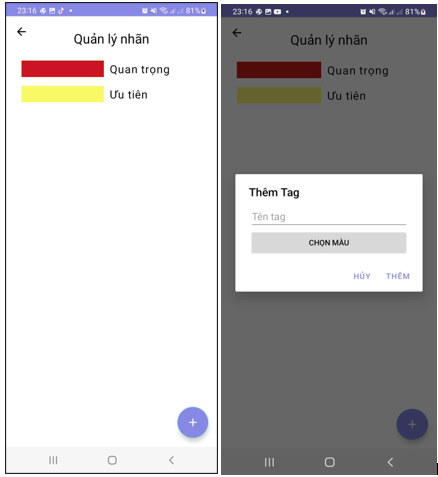 23:16
81%
Quản lý nhãn
Quan trọng
Ưu tiên
+
23:16
81%
Quản lý nhãn
Quan trọng
Ưu tiên
Thêm Tag
Tên tag
CHỌN MÀU
HỦY THÊM
+